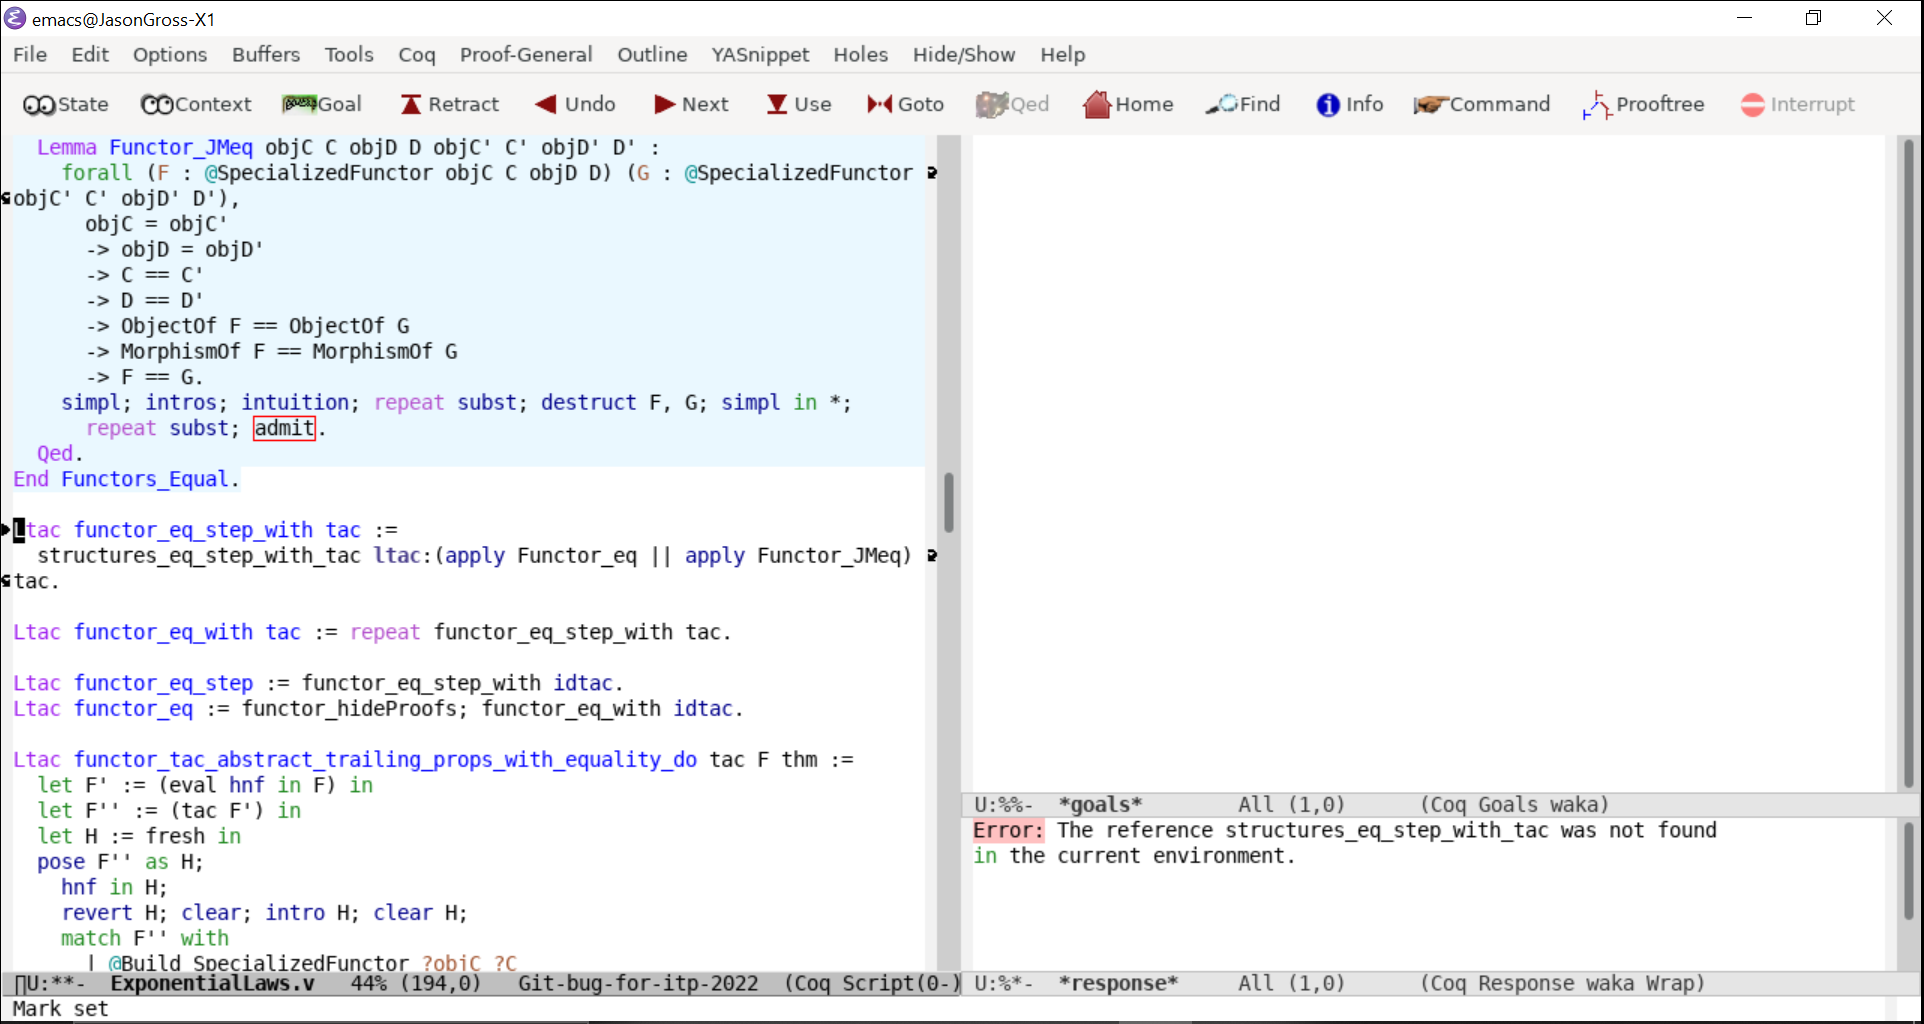 emacs@JasonGross-X1
File Edit Options Buffers Tools Coq Proof-General Outline YASnippet Holes Hide/Show Help
State Context Goal Retract Undo Next Use Goto Qed Home Find Info Command Prooftree Interrupt
Lemma Functor_JMeq objC C objD D objC' C' objD' D' :
forall (F : @SpecializedFunctor objC C objD D) (G : @SpecializedFunctor
objC' C' objD' D'),
objC = objC'
-> objD = objD'
-> C == C'
-> D == D'
-> ObjectOf F == ObjectOf G
-> MorphismOf F == MorphismOf G
-> F == G.
simpl; intros; intuition; repeat subst; destruct F, G; simpl in *;
repeat subst; admit.
Qed.
End Functors_Equal.
Ltac functor_eq_step_with tac :=
structures_eq_step_with_tac ltac:(apply Functor_eq || apply Functor_JMeq)
tac.
Ltac functor_eq_with tac := repeat functor_eq_step_with tac.
Ltac functor_eq_step := functor_eq_step_with idtac.
Ltac functor_eq := functor_hideProofs; functor_eq_with idtac.
Ltac functor_tac_abstract_trailing_props_with_equality_do tac F thm :=
let F' := (eval hnf in F) in
let F'' := (tac F') in
let H := fresh in
pose F'' as H;
hnf in H;
revert H; clear; intro H; clear H;
match F'' with
| @Build_SpecializedFunctor ?objC ?C
U:**- ExponentialLaws.v 44% (194,0) Git-bug-for-itp-2022 (Coq Script(0-)
Mark set
U:%%- *goals* All (1,0) (Coq Goals waka)
Error: The reference structures_eq_step_with_tac was not found
in the current environment.
U:%*- *response* All (1,0) (Coq Response waka Wrap)